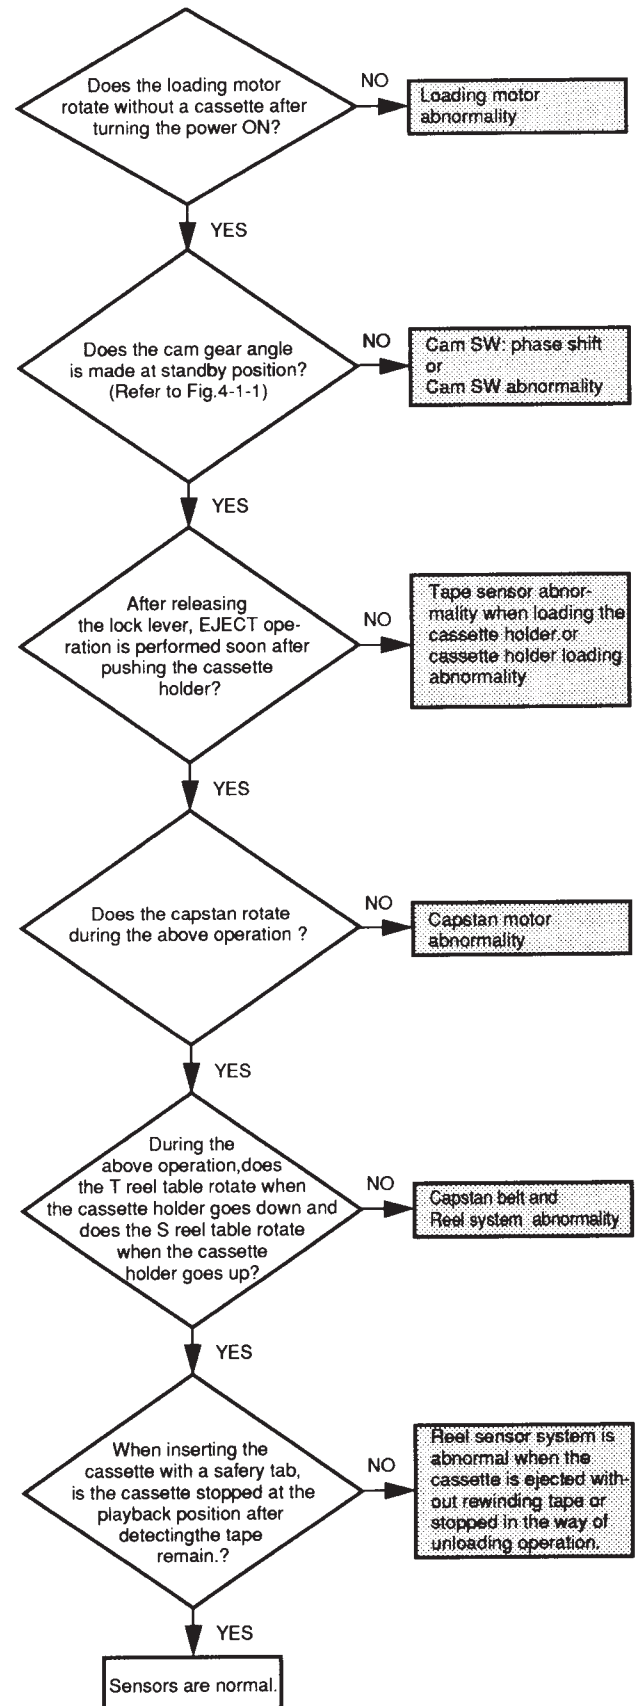 Does the loading motor
rotate without a cassette after
turning the power ON?
NO
Loading motor
abnormality
YES
Does the cam gear angle
is made at standby position?
(Refer to Fig.4-1-1)
NO
Cam SW: phase shift
or
Cam SW abnormality
YES
After releasing
the lock lever, EJECT ope-
ration is performed soon after
pushing the cassette
holder?
NO
Tape sensor abnor-
mality when loading the
cassette holder or
cassette holder loading
abnormality
YES
Does the capstan rotate
during the above operation ?
NO
Capstan motor
abnormality
YES
During the
above operation,does
the T reel table rotate when
the cassette holder goes down and
does the S reel table rotate
when the cassette
holder goes up?
NO
Capstan belt and
Reel system abnormality
YES
When inserting the
cassette with a safery tab,
is the cassette stopped at the
playback position after
detectingthe tape
remain.?
NO
Reel sensor system is
abnormal when the
cassette is ejected with-
out rewinding tape or
stopped in the way of
unloading operation.
YES
Sensors are normal.